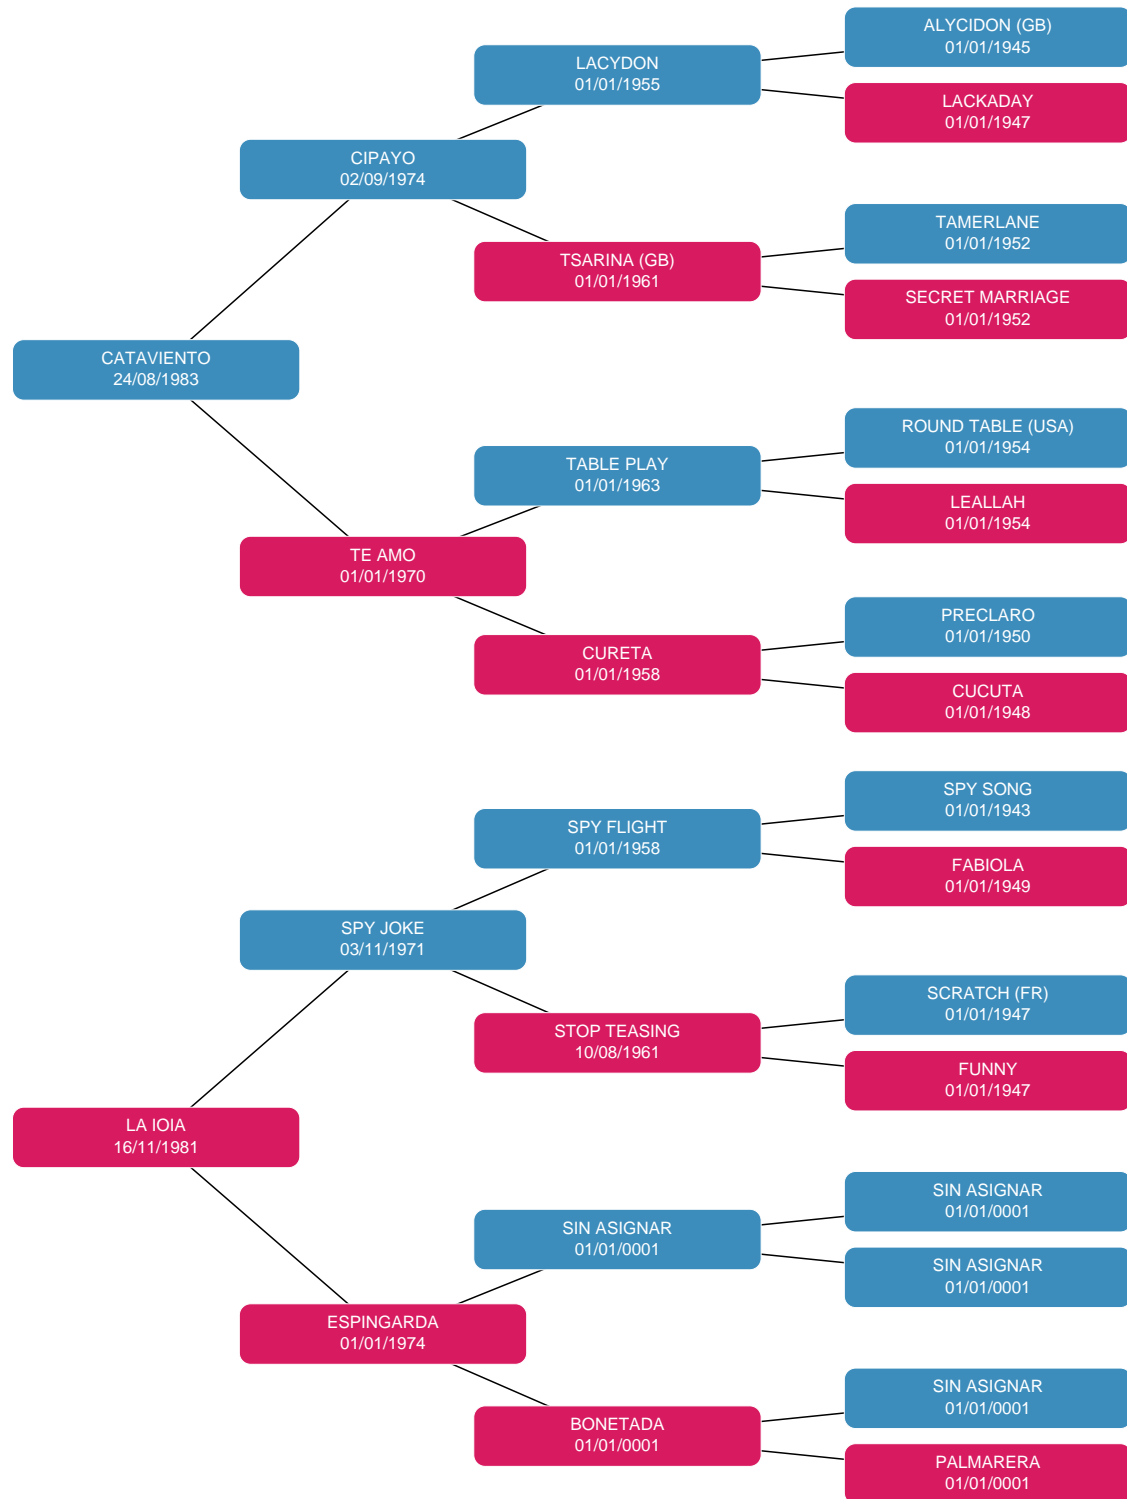 ALYCIDON (GB)
01/01/1945
LACYDON
01/01/1955
LACKADAY
01/01/1947
CIPAYO
02/09/1974
TAMERLANE
01/01/1952
TSARINA (GB)
01/01/1961
SECRET MARRIAGE
01/01/1952
CATAVIENTO
24/08/1983
ROUND TABLE (USA)
01/01/1954
TABLE PLAY
01/01/1963
LEALLAH
01/01/1954
TE AMO
01/01/1970
PRECLARO
01/01/1950
CURETA
01/01/1958
CUCUTA
01/01/1948
SPY SONG
01/01/1943
SPY FLIGHT
01/01/1958
FABIOLA
01/01/1949
SPY JOKE
03/11/1971
SCRATCH (FR)
01/01/1947
STOP TEASING
10/08/1961
FUNNY
01/01/1947
LA IOIA
16/11/1981
SIN ASIGNAR
01/01/0001
SIN ASIGNAR
01/01/0001
SIN ASIGNAR
01/01/0001
ESPINGARDA
01/01/1974
SIN ASIGNAR
01/01/0001
BONETADA
01/01/0001
PALMARERA
01/01/0001